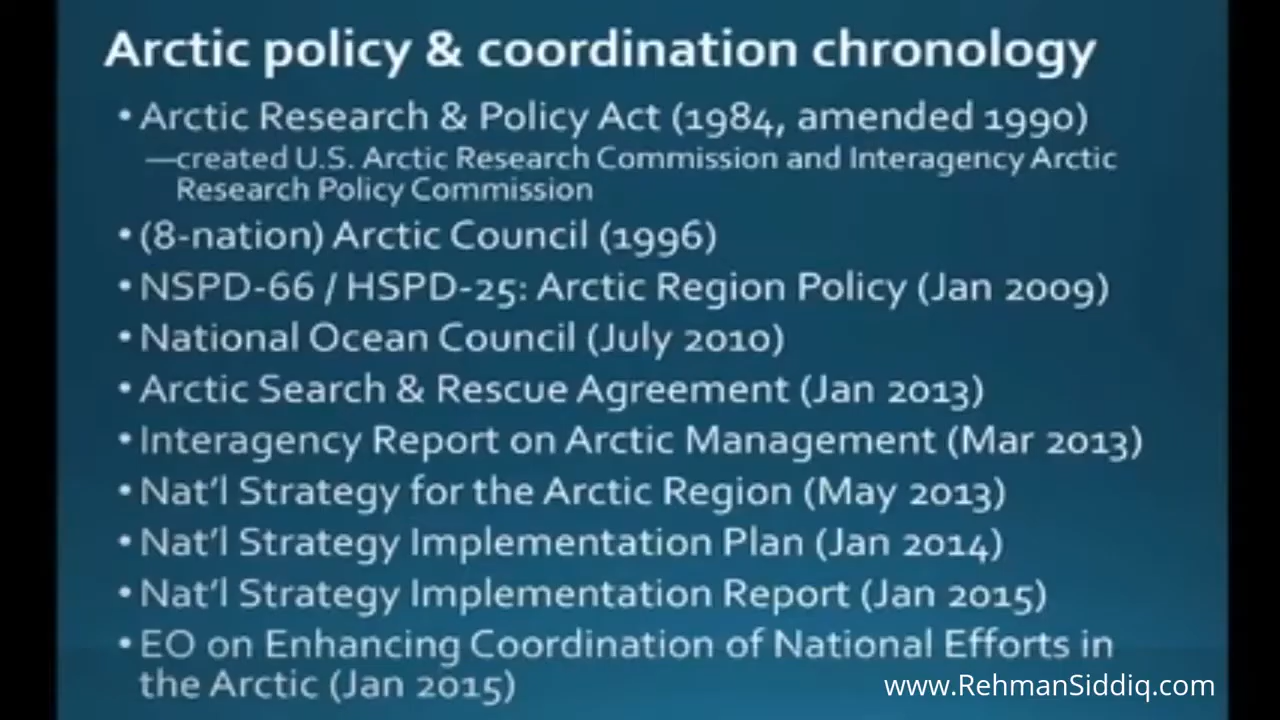 Arctic policy & coordination chronology
• Arctic Research & Policy Act (1984, amended 1990)
—created U.S. Arctic Research Commission and Interagency Arctic
Research Policy Commission
• (8-nation) Arctic Council (1996)
• NSPD-66 / HSPD-25: Arctic Region Policy (Jan 2009)
• National Ocean Council (July 2010)
• Arctic Search & Rescue Agreement (Jan 2013)
• Interagency Report on Arctic Management (Mar 2013)
• Nat'l Strategy for the Arctic Region (May 2013)
• Nat'l Strategy Implementation Plan (Jan 2014)
• Nat'l Strategy Implementation Report (Jan 2015)
• EO on Enhancing Coordination of National Efforts in
the Arctic (Jan 2015)
www.RehmanSiddiq.com